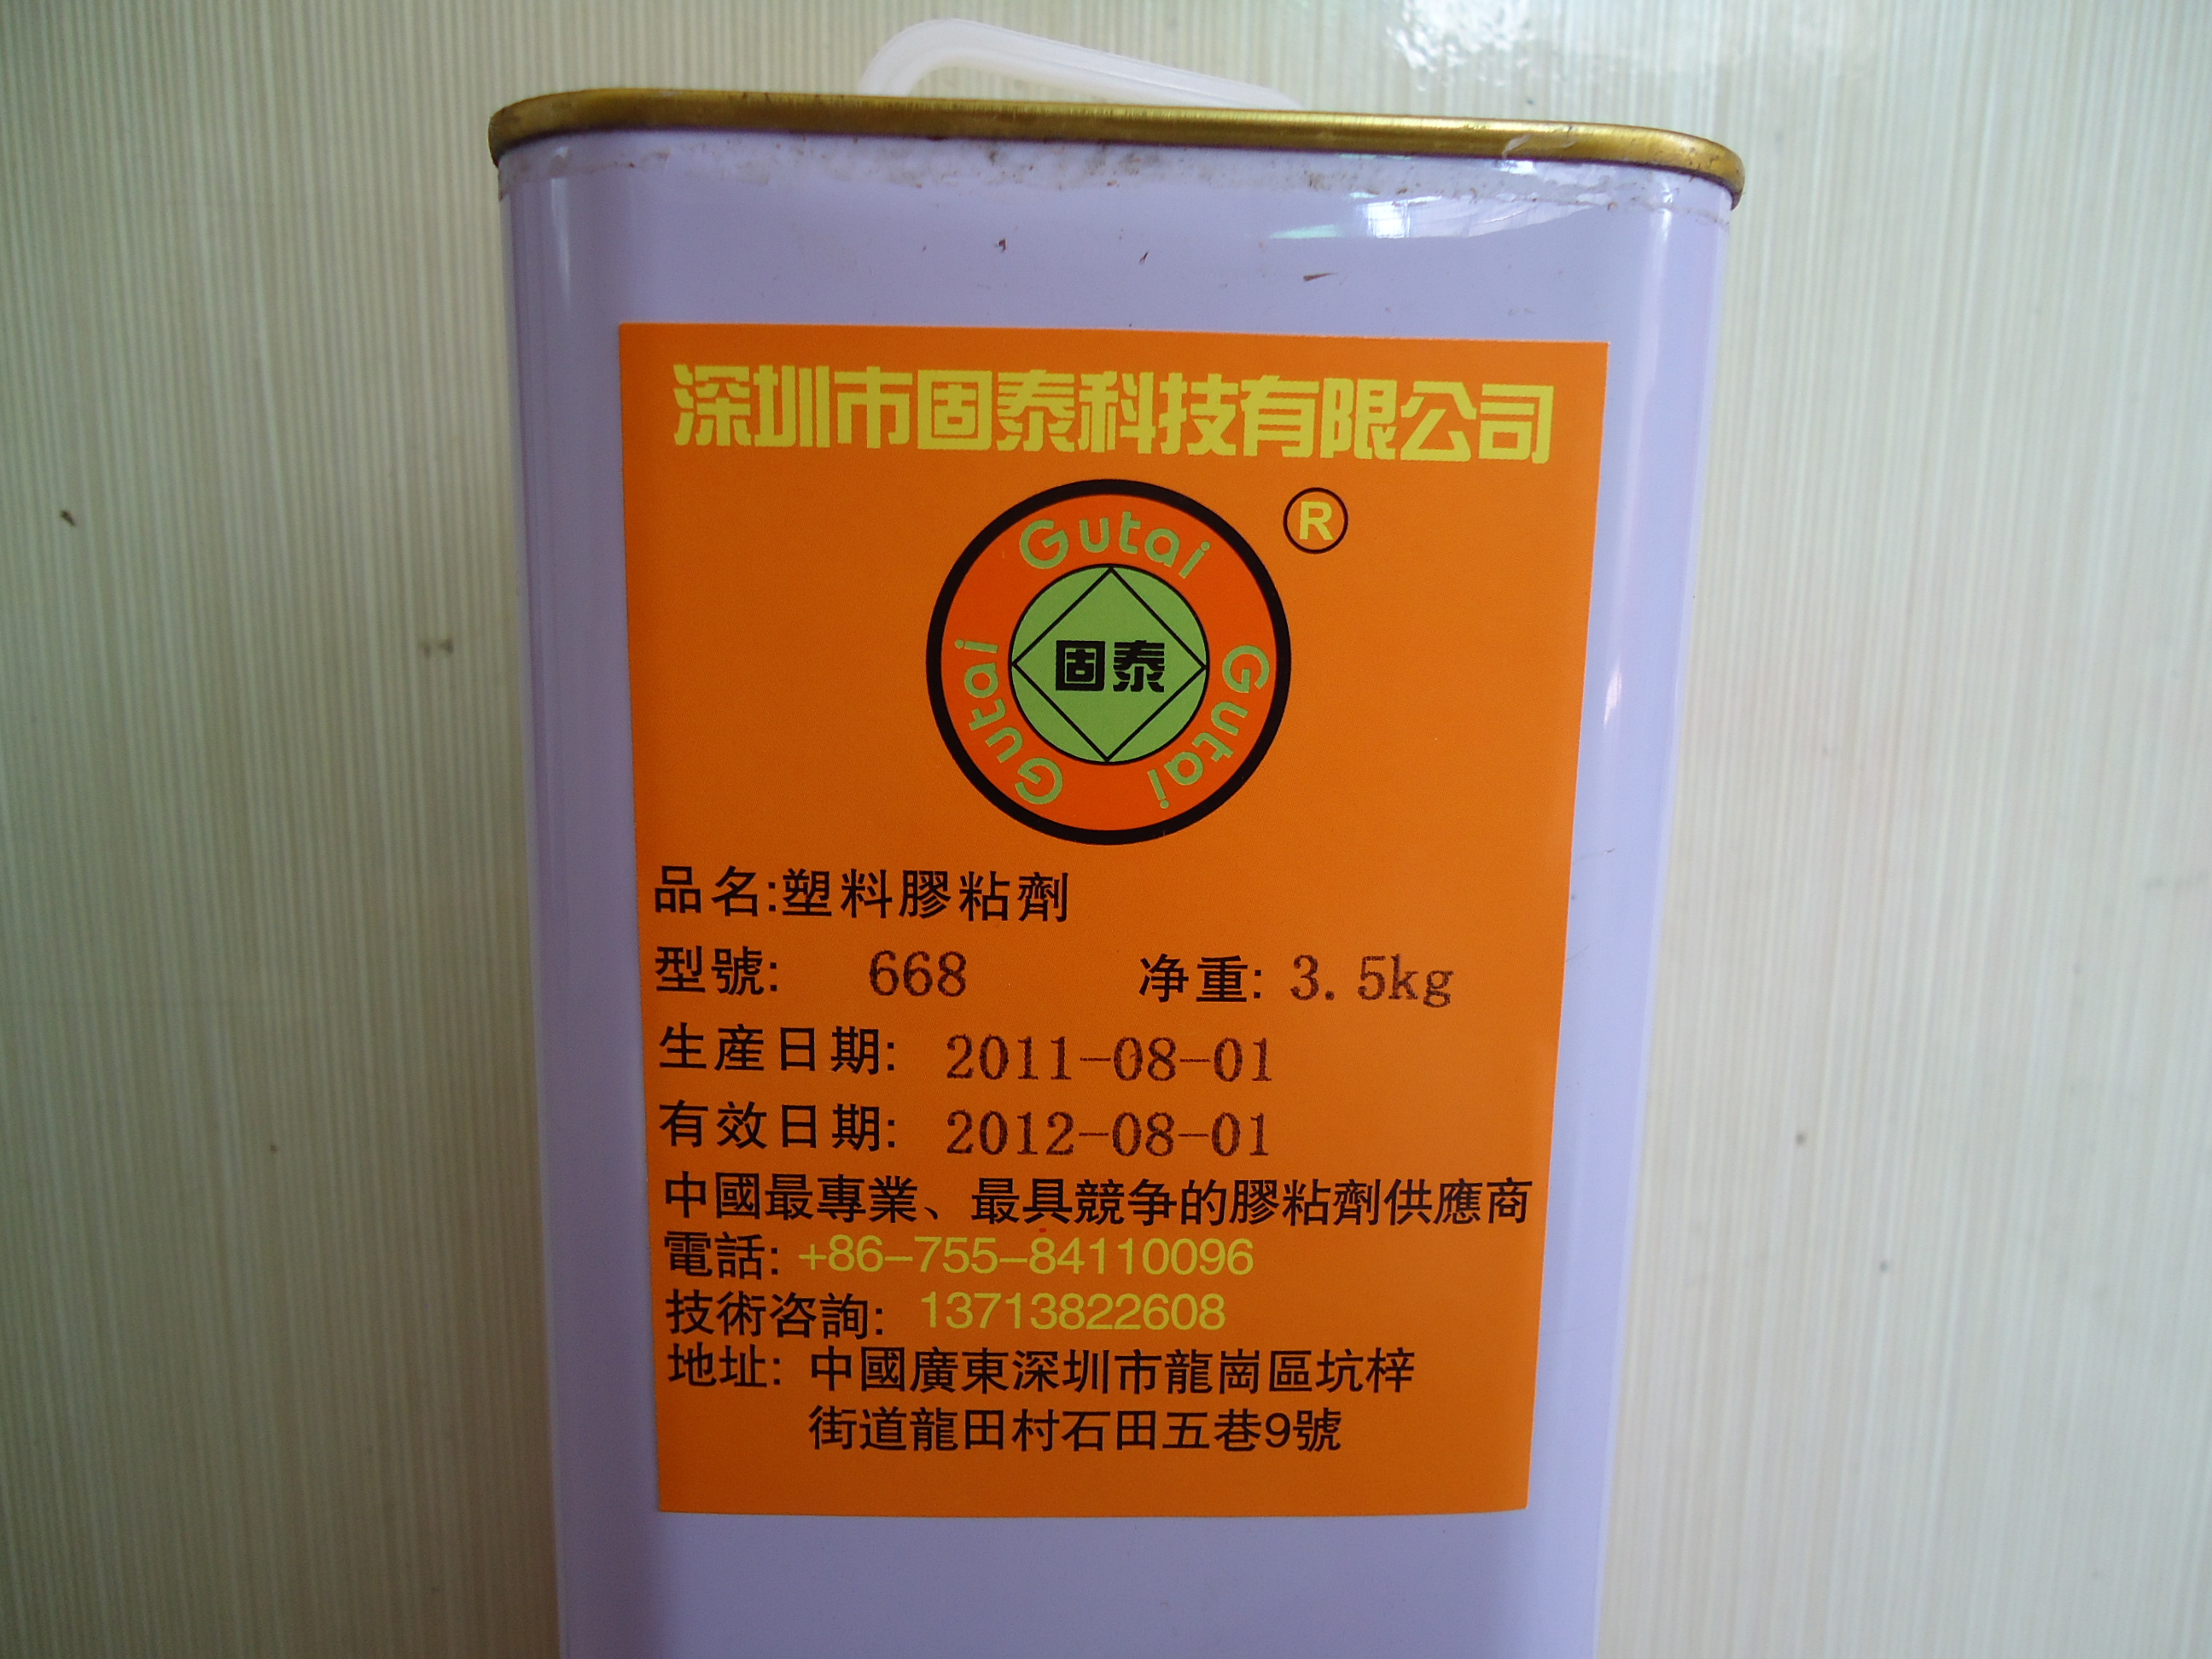 深圳市固泰科技有限公司
R
Gutai
Gutai
Gutai
固泰
品名:塑料膠粘劑
型號: 668 净重: 3.5kg
生産日期: 2011-08-01
有效日期: 2012-08-01
中國最專業、最具競争的膠粘劑供應商
電話: +86-755-84110096
技術咨詢: 13713822608
地址: 中國廣東深圳市龍崗區坑梓
街道龍田村石田五巷9號